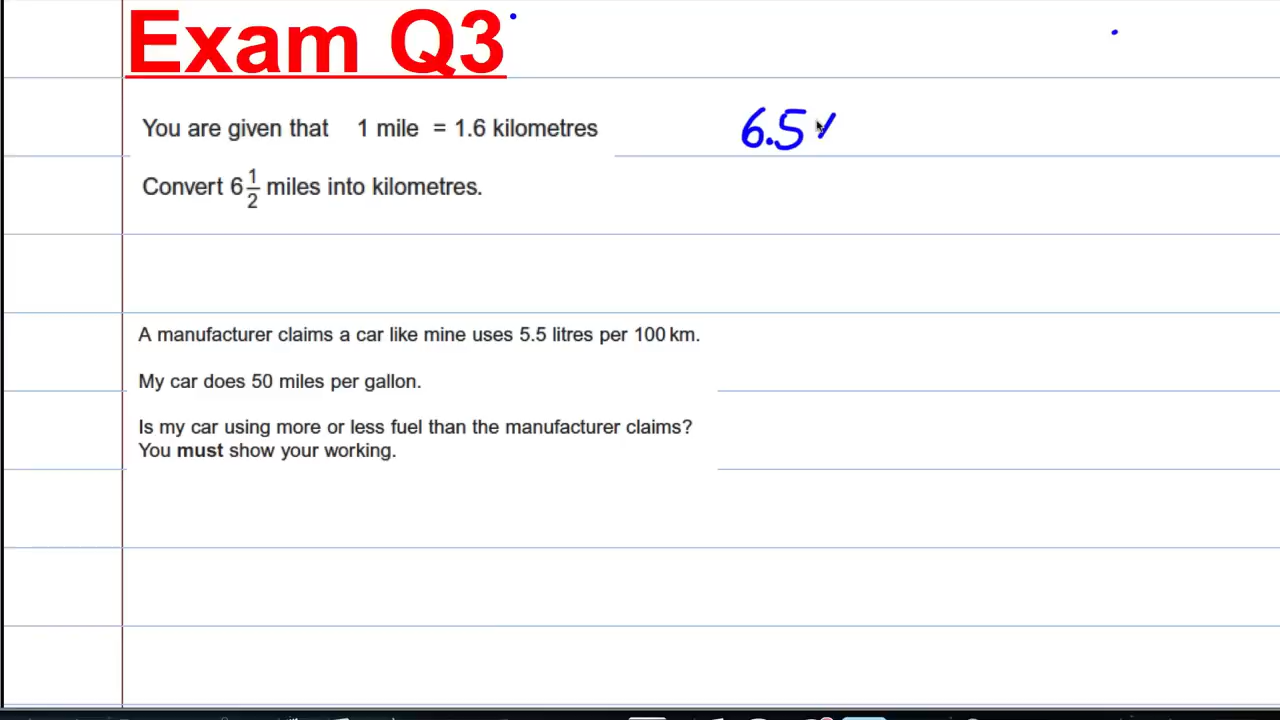 Exam Q3
You are given that 1 mile = 1.6 kilometres
6.5
Convert 6 1/2 miles into kilometres.
A manufacturer claims a car like mine uses 5.5 litres per 100 km.
My car does 50 miles per gallon.
Is my car using more or less fuel than the manufacturer claims?
You must show your working.